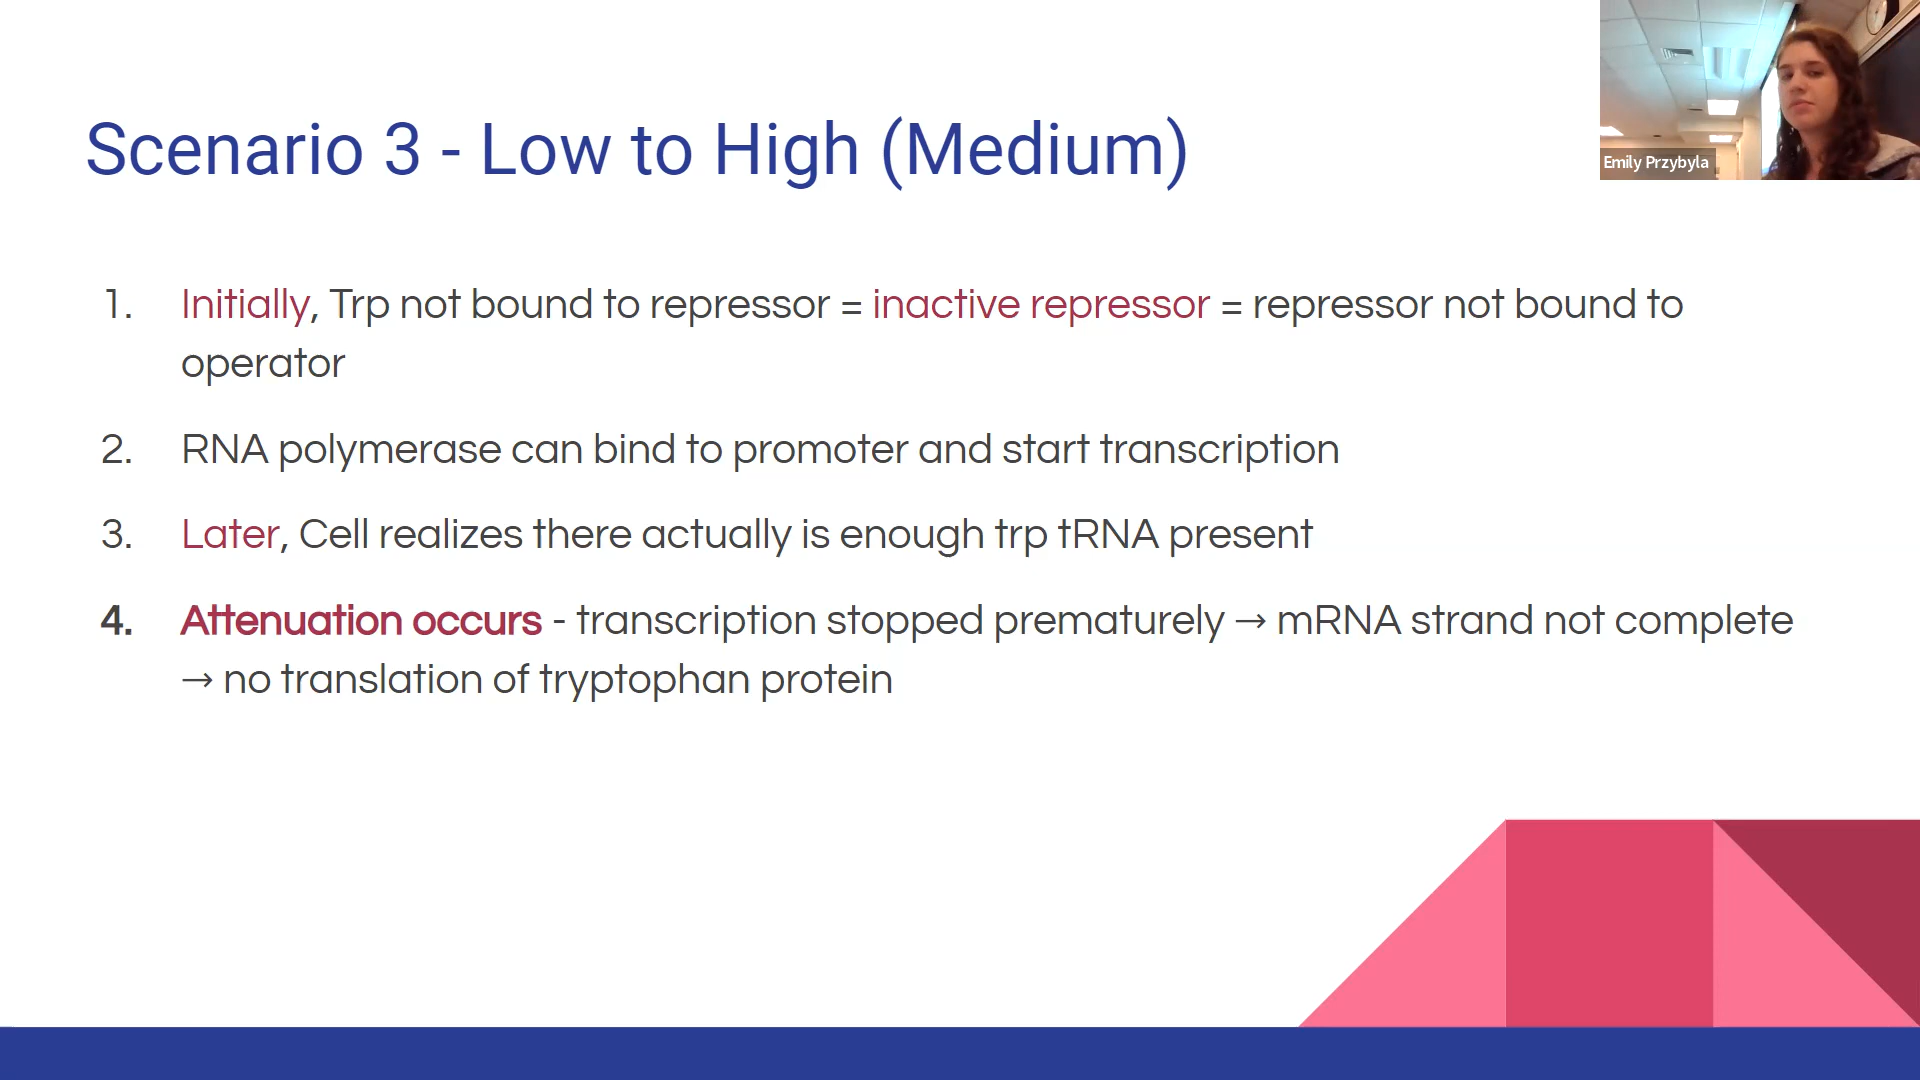 Scenario 3 - Low to High (Medium)
Emily Przybyla
1. Initially, Trp not bound to repressor = inactive repressor = repressor not bound to
operator
2. RNA polymerase can bind to promoter and start transcription
3. Later, Cell realizes there actually is enough trp tRNA present
4. Attenuation occurs - transcription stopped prematurely → mRNA strand not complete
→ no translation of tryptophan protein